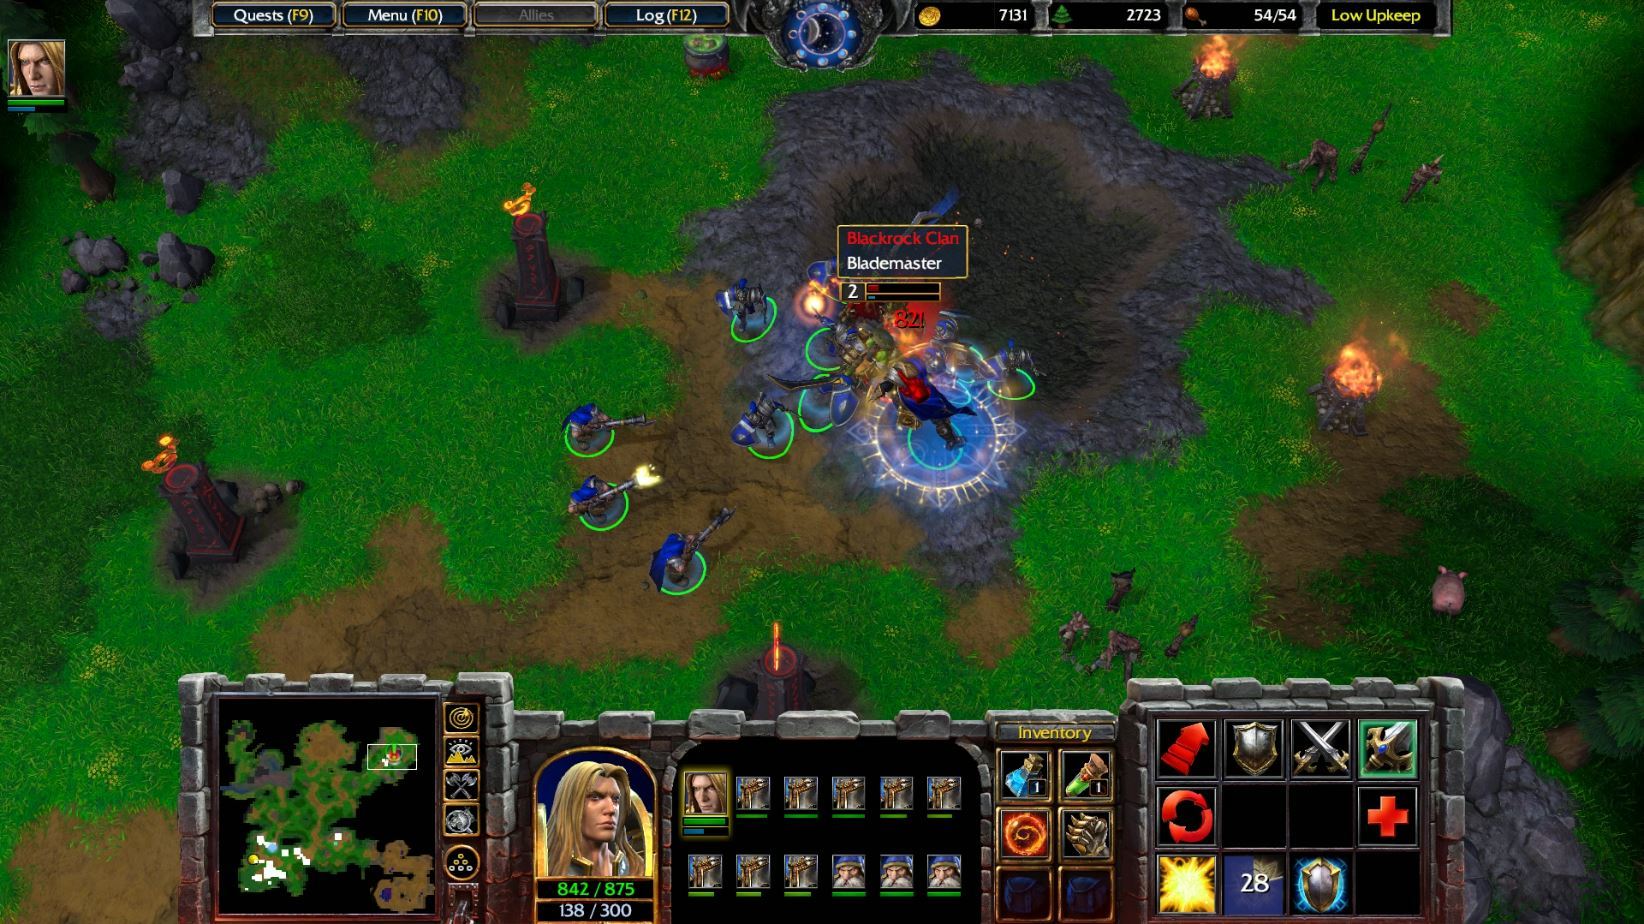 Quests (F9)
Menu (F10)
Allies
Log (F12)
7131
2723
54/54
Low Upkeep
Blackrock Clan
Blademaster
2
82!
Inventory
1
1
842 / 875
138 / 300
28